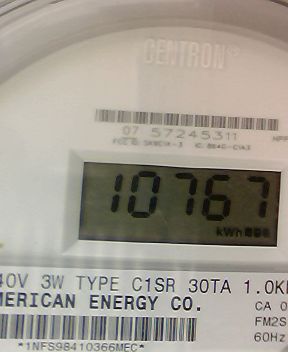 CENTRON®
07 57245311
10767
kWh
40V 3W TYPE C1SR 30TA 1.0K
MERICAN ENERGY CO.
CA 0
FM2S
60Hz
*1NFS98410366MEC*